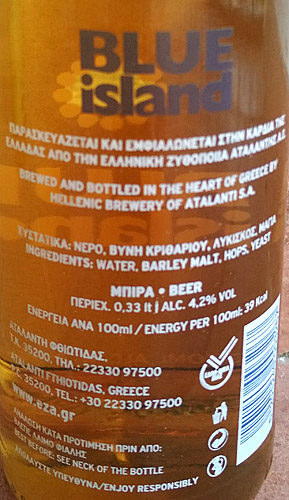 BLUE
island
ΠΑΡΑΣΚΕΥΑΖΕΤΑΙ ΚΑΙ ΕΜΦΙΑΛΩΝΕΤΑΙ ΣΤΗΝ ΚΑΡΔΙΑ ΤΗΣ
ΕΛΛΑΔΑΣ ΑΠΟ ΤΗΝ ΕΛΛΗΝΙΚΗ ΖΥΘΟΠΟΙΙΑ ΑΤΑΛΑΝΤΗΣ Α.Ε.
BREWED AND BOTTLED IN THE HEART OF GREECE BY
HELLENIC BREWERY OF ATALANTI S.A.
ΣΥΣΤΑΤΙΚΑ: ΝΕΡΟ, ΒΥΝΗ ΚΡΙΘΑΡΙΟΥ, ΛΥΚΙΣΚΟΣ, ΜΑΓΙΑ
INGREDIENTS: WATER, BARLEY MALT, HOPS, YEAST
ΜΠΙΡΑ • BEER
ΠΕΡΙΕΧ. 0,33 lt | ALC. 4,2% VOL
ΕΝΕΡΓΕΙΑ ΑΝΑ 100ml / ENERGY PER 100ml: 39 Kcal
ΑΤΑΛΑΝΤΗ ΦΘΙΩΤΙΔΑΣ,
Τ.Κ. 35200, ΤΗΛ.: 22330 97500
ATALANTI FTHIOTIDAS, GREECE
P.C. 35200, TEL.: +30 22330 97500
www.eza.gr
ΑΝΑΛΩΣΗ ΚΑΤΑ ΠΡΟΤΙΜΗΣΗ ΠΡΙΝ ΑΠΟ:
ΒΛΕΠΕ ΛΑΙΜΟ ΦΙΑΛΗΣ
BEST BEFORE: SEE NECK OF THE BOTTLE
ΑΠΟΛΑΥΣΤΕ ΥΠΕΥΘΥΝΑ/ENJOY RESPONSIBLY